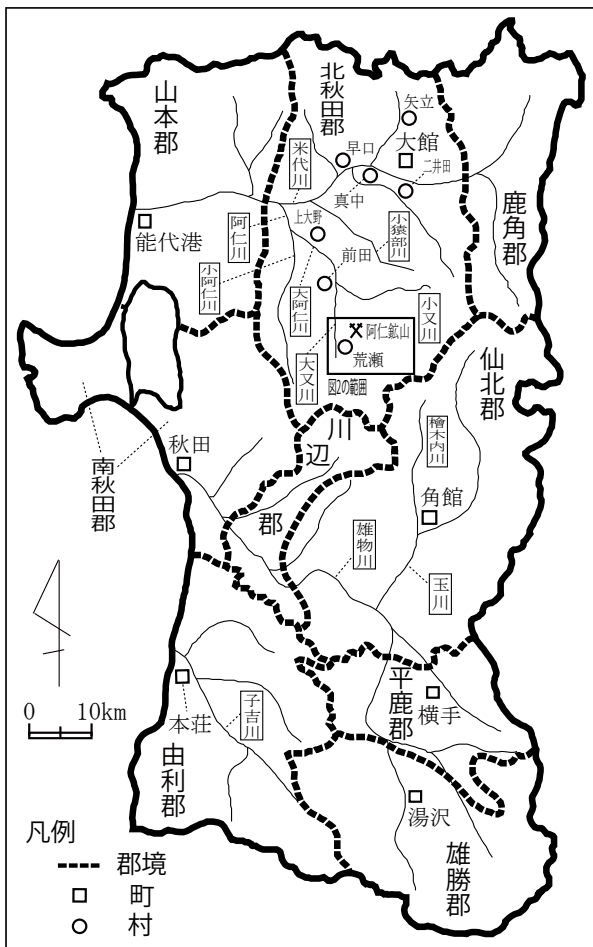 山本郡
北秋田郡
矢立
大館
早口
二井田
米代川
真中
鹿角郡
能代港
阿仁川
上大野
小猿部川
小阿仁川
大阿仁川
前田
小又川
阿仁鉱山
荒瀬
大又川
図2の範囲
仙北郡
川
辺
郡
檜木内川
秋田
南秋田郡
角館
雄物川
玉川
平鹿郡
横手
0 10km
本荘
子吉川
由利郡
湯沢
雄勝郡
凡例
郡境
町
村